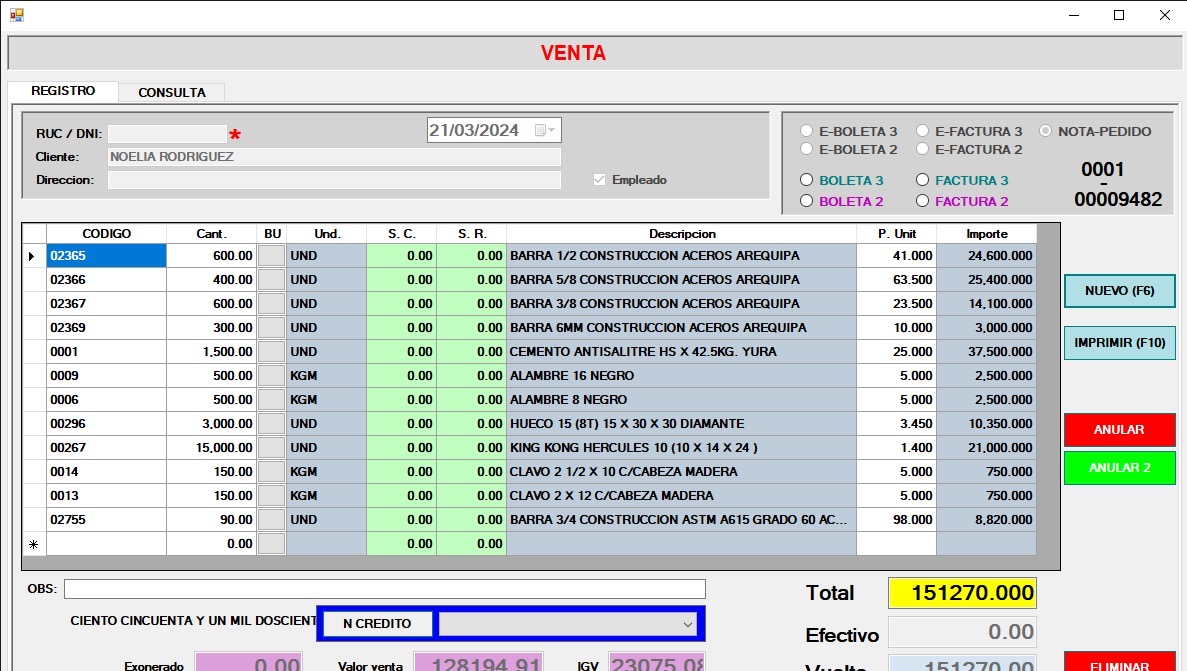 VENTA
REGISTRO CONSULTA
RUC / DNI: * 21/03/2024
Cliente: NOELIA RODRIGUEZ
Direccion: Empleado
E-BOLETA 3 E-FACTURA 3 NOTA-PEDIDO
E-BOLETA 2 E-FACTURA 2
BOLETA 3 FACTURA 3
BOLETA 2 FACTURA 2
0001
-
00009482
CODIGO Cant. BU Und. S. C. S. R. Descripcion P. Unit Importe
02365 600.00 UND 0.00 0.00 BARRA 1/2 CONSTRUCCION ACEROS AREQUIPA 41.000 24,600.000
02366 400.00 UND 0.00 0.00 BARRA 5/8 CONSTRUCCION ACEROS AREQUIPA 63.500 25,400.000
02367 600.00 UND 0.00 0.00 BARRA 3/8 CONSTRUCCION ACEROS AREQUIPA 23.500 14,100.000
02369 300.00 UND 0.00 0.00 BARRA 6MM CONSTRUCCION ACEROS AREQUIPA 10.000 3,000.000
0001 1,500.00 UND 0.00 0.00 CEMENTO ANTISALITRE HS X 42.5KG. YURA 25.000 37,500.000
0009 500.00 KGM 0.00 0.00 ALAMBRE 16 NEGRO 5.000 2,500.000
0006 500.00 KGM 0.00 0.00 ALAMBRE 8 NEGRO 5.000 2,500.000
00296 3,000.00 UND 0.00 0.00 HUECO 15 (8T) 15 X 30 X 30 DIAMANTE 3.450 10,350.000
00267 15,000.00 UND 0.00 0.00 KING KONG HERCULES 10 (10 X 14 X 24 ) 1.400 21,000.000
0014 150.00 KGM 0.00 0.00 CLAVO 2 1/2 X 10 C/CABEZA MADERA 5.000 750.000
0013 150.00 KGM 0.00 0.00 CLAVO 2 X 12 C/CABEZA MADERA 5.000 750.000
02755 90.00 UND 0.00 0.00 BARRA 3/4 CONSTRUCCION ASTM A615 GRADO 60 AC... 98.000 8,820.000
* 0.00 0.00 0.00
NUEVO (F6)
IMPRIMIR (F10)
ANULAR
ANULAR 2
OBS:
CIENTO CINCUENTA Y UN MIL DOSCIENT N CREDITO
Total 151270.000
Efectivo 0.00
Exonerado 0.00 Valor venta 128194.91 IGV 23075.08
Vuelto 151270.00
ELIMINAR